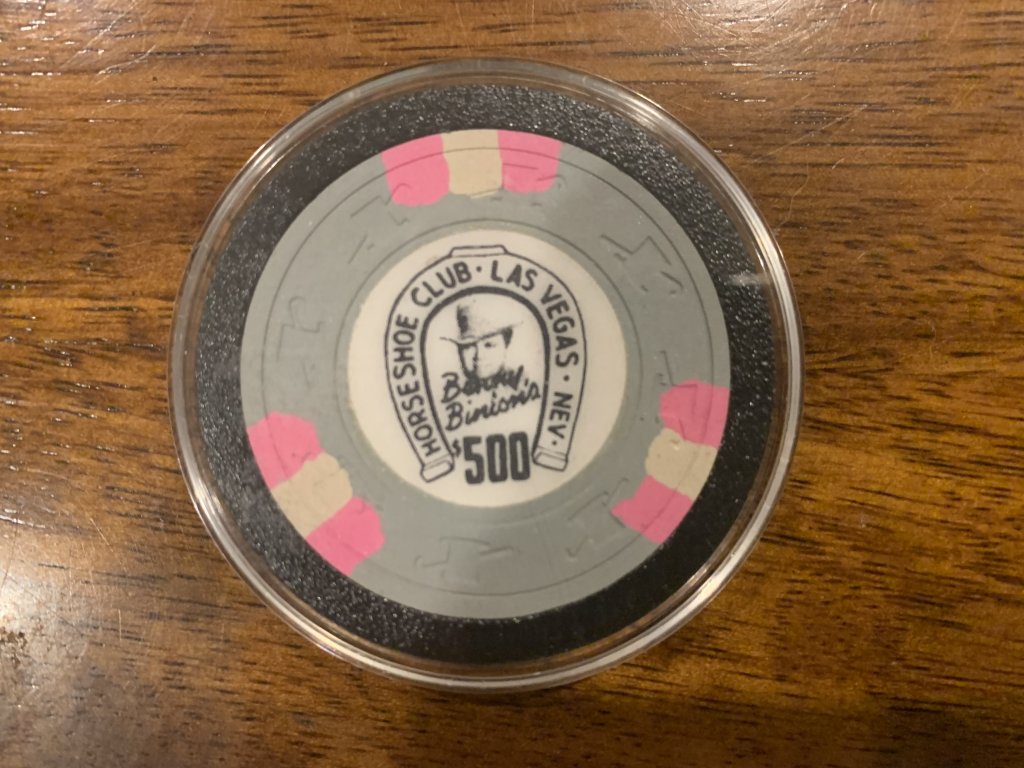 HORSESHOE CLUB · LAS VEGAS · NEV·
Benny
Binion's
$500